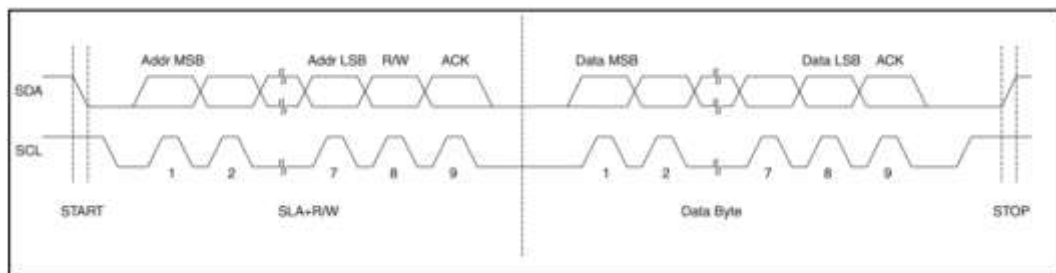 Addr MSB Addr LSB R/W ACK Data MSB Data LSB ACK
SDA
SCL
1 2 7 8 9 1 2 7 8 9
START SLA+R/W Data Byte STOP